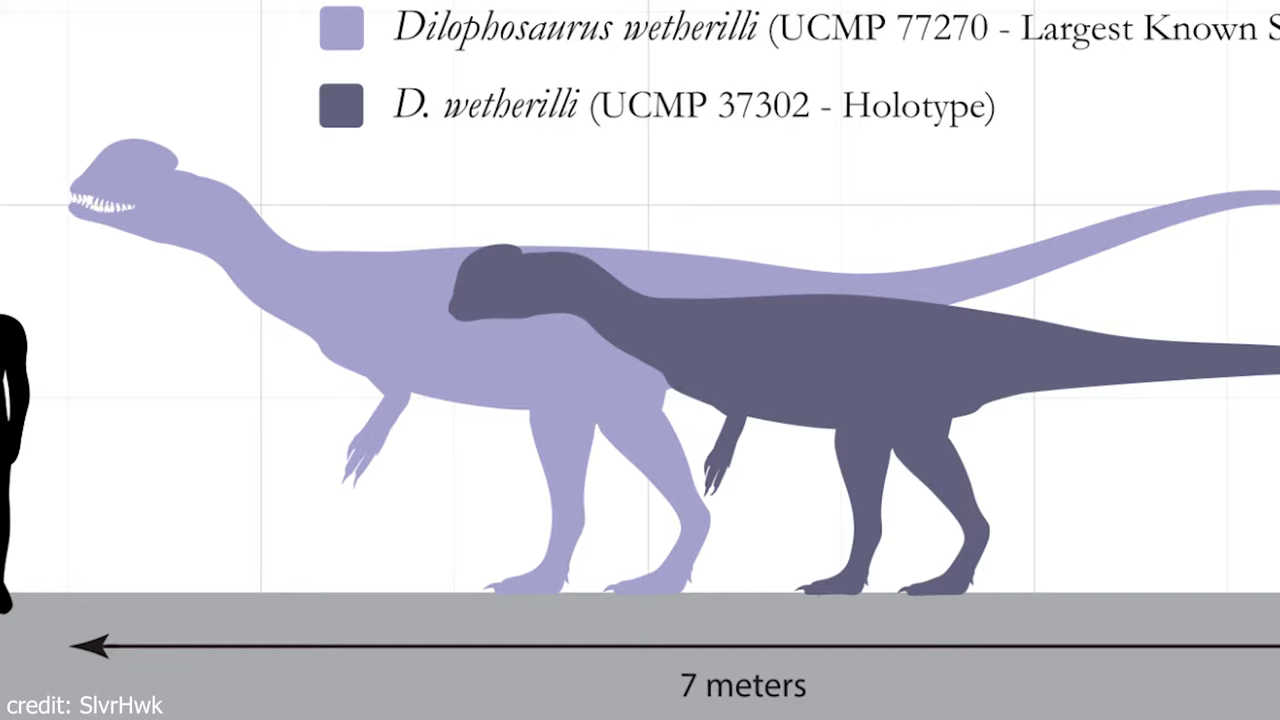 Dilophosaurus wetherilli (UCMP 77270 - Largest Known S
D. wetherilli (UCMP 37302 - Holotype)
7 meters
credit: SlvrHwk